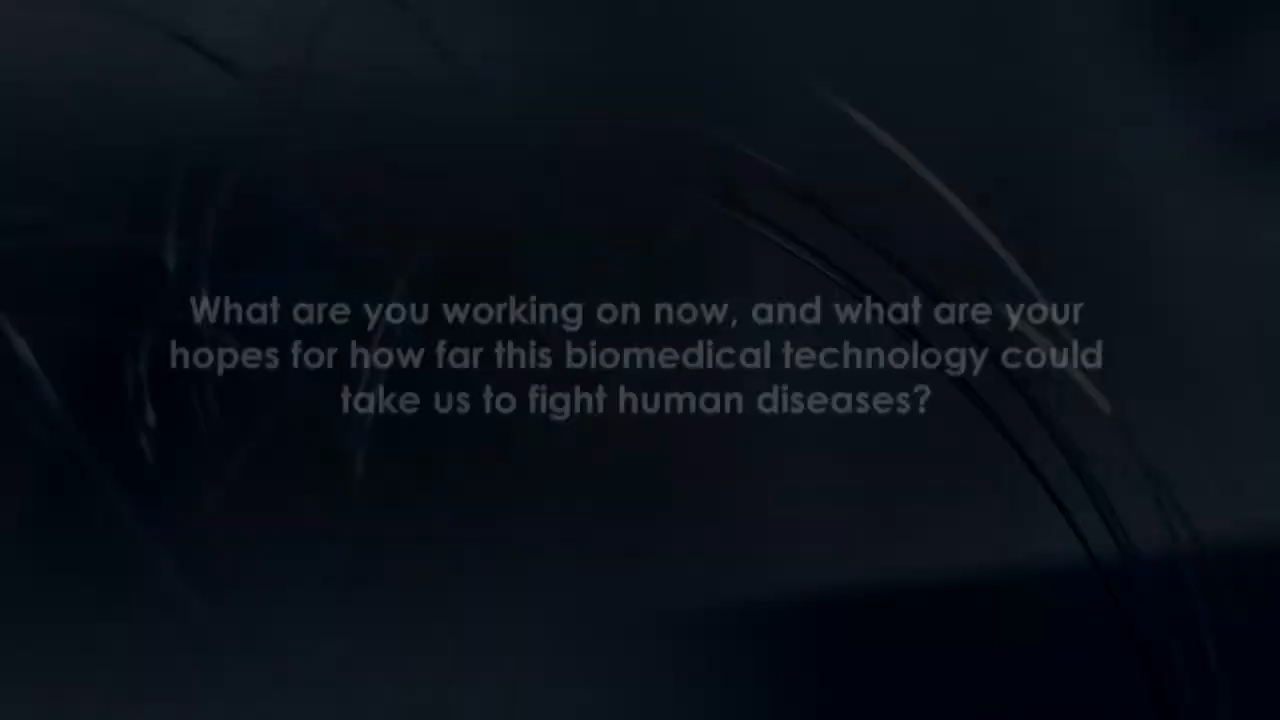 What are you working on now, and what are your
hopes for how far this biomedical technology could
take us to fight human diseases?